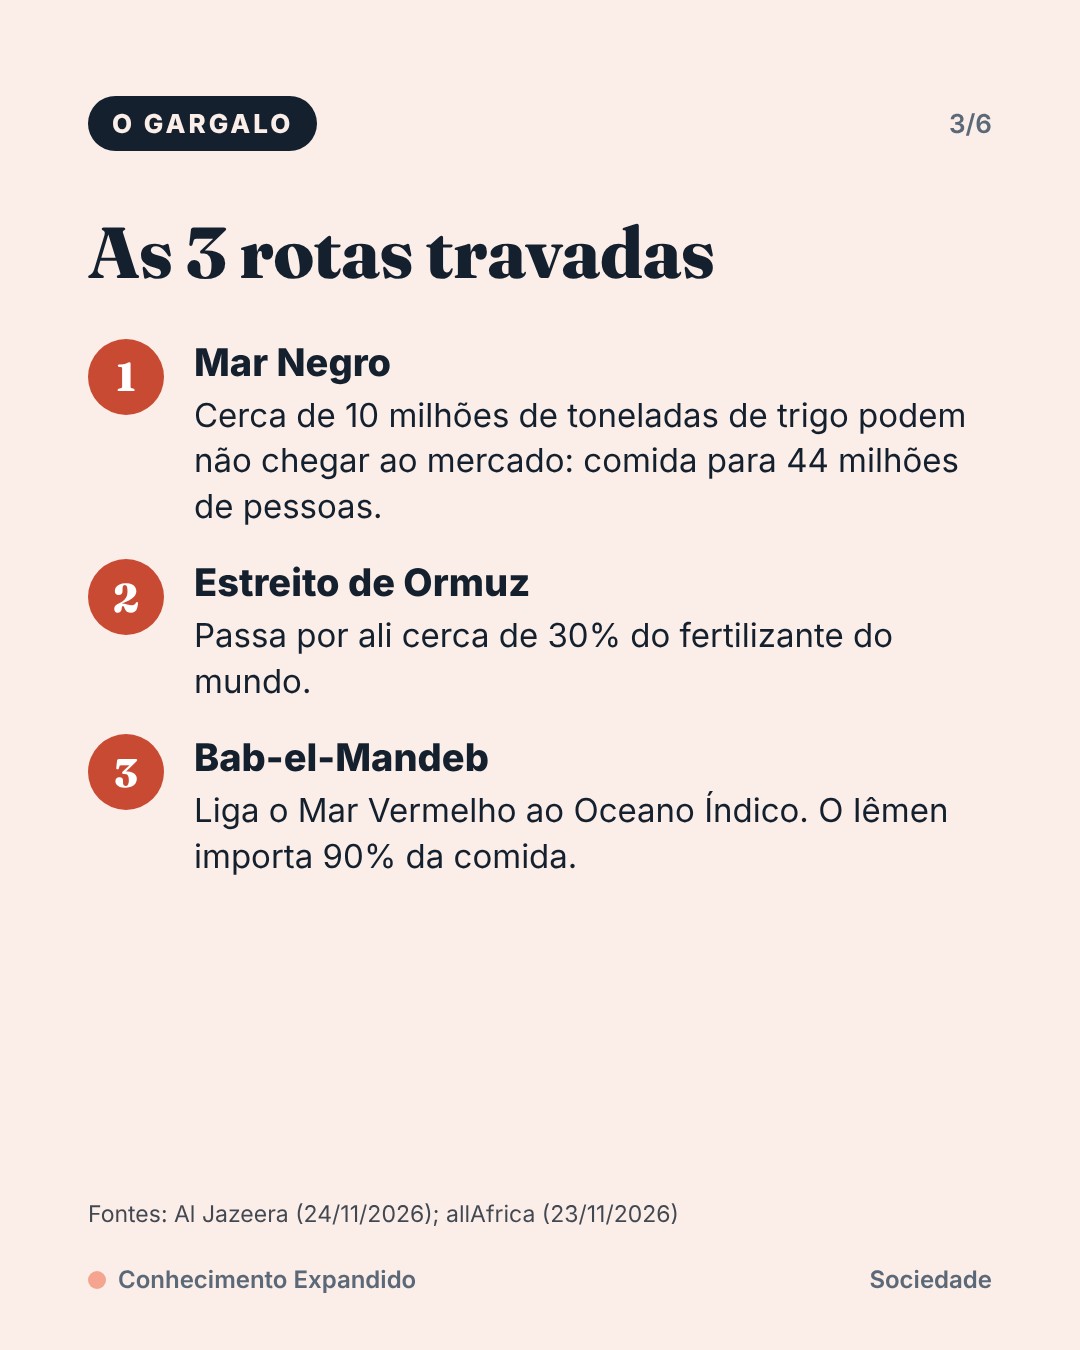 O GARGALO
3/6
As 3 rotas travadas
1
Mar Negro
Cerca de 10 milhões de toneladas de trigo podem
não chegar ao mercado: comida para 44 milhões
de pessoas.
2
Estreito de Ormuz
Passa por ali cerca de 30% do fertilizante do
mundo.
3
Bab-el-Mandeb
Liga o Mar Vermelho ao Oceano Índico. O Iêmen
importa 90% da comida.
Fontes: Al Jazeera (24/11/2026); allAfrica (23/11/2026)
Conhecimento Expandido
Sociedade